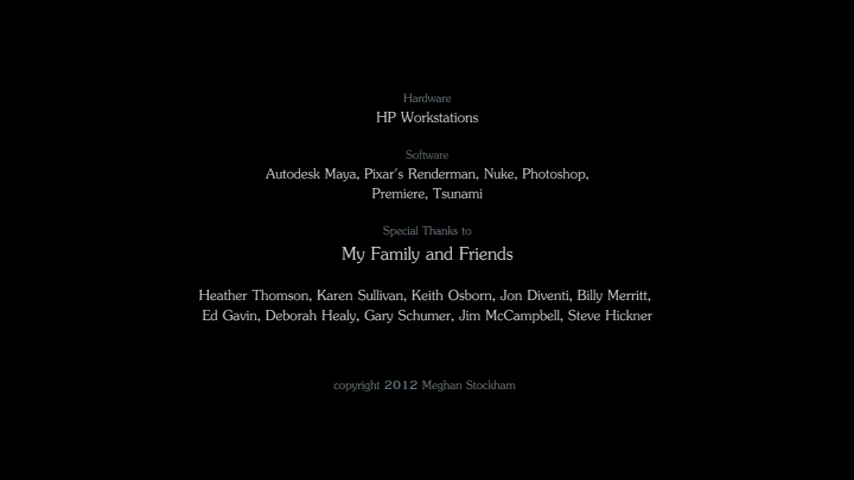 Hardware
HP Workstations
Software
Autodesk Maya, Pixar's Renderman, Nuke, Photoshop,
Premiere, Tsunami
Special Thanks to
My Family and Friends
Heather Thomson, Karen Sullivan, Keith Osborn, Jon Diventi, Billy Merritt,
Ed Gavin, Deborah Healy, Gary Schumer, Jim McCampbell, Steve Hickner
copyright 2012 Meghan Stockham